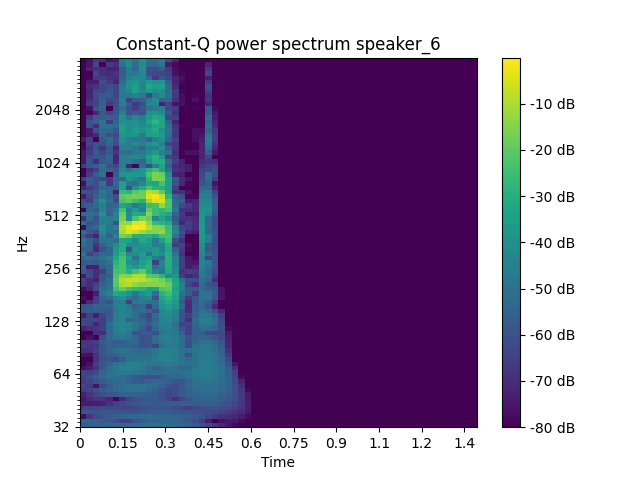 Constant-Q power spectrum speaker_6
Hz
2048
1024
512
256
128
64
32
0 0.15 0.3 0.45 0.6 0.75 0.9 1.1 1.2 1.4
Time
-10 dB
-20 dB
-30 dB
-40 dB
-50 dB
-60 dB
-70 dB
-80 dB